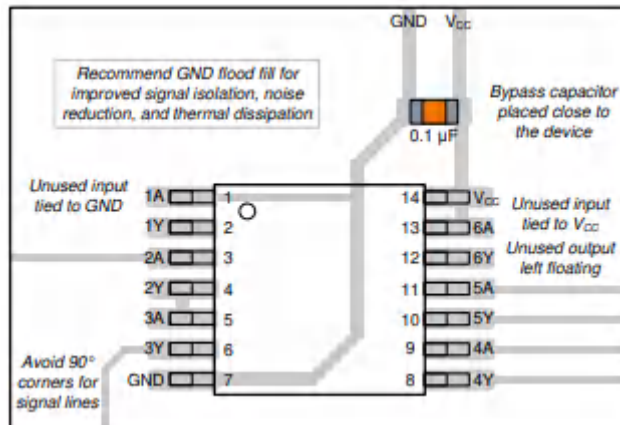 GND VCC
Recommend GND flood fill for
improved signal isolation, noise
reduction, and thermal dissipation
Bypass capacitor
placed close to
the device
0.1 µF
Unused input
tied to GND
1A 1 14 VCC
1Y 2 13 6A
2A 3 12 6Y
2Y 4 11 5A
3A 5 10 5Y
3Y 6 9 4A
GND 7 8 4Y
Unused input
tied to VCC
Unused output
left floating
Avoid 90°
corners for
signal lines